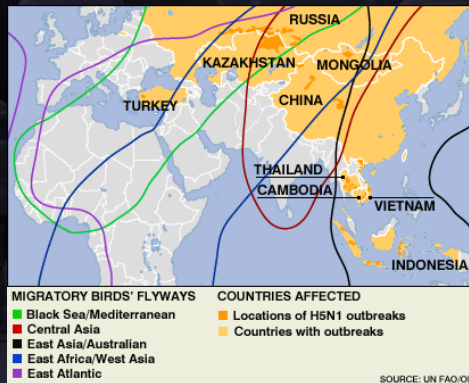 RUSSIA
KAZAKHSTAN
MONGOLIA
TURKEY
CHINA
THAILAND
CAMBODIA
VIETNAM
INDONESIA
MIGRATORY BIRDS' FLYWAYS
Black Sea/Mediterranean
Central Asia
East Asia/Australian
East Africa/West Asia
East Atlantic
COUNTRIES AFFECTED
Locations of H5N1 outbreaks
Countries with outbreaks
SOURCE: UN FAO/OI